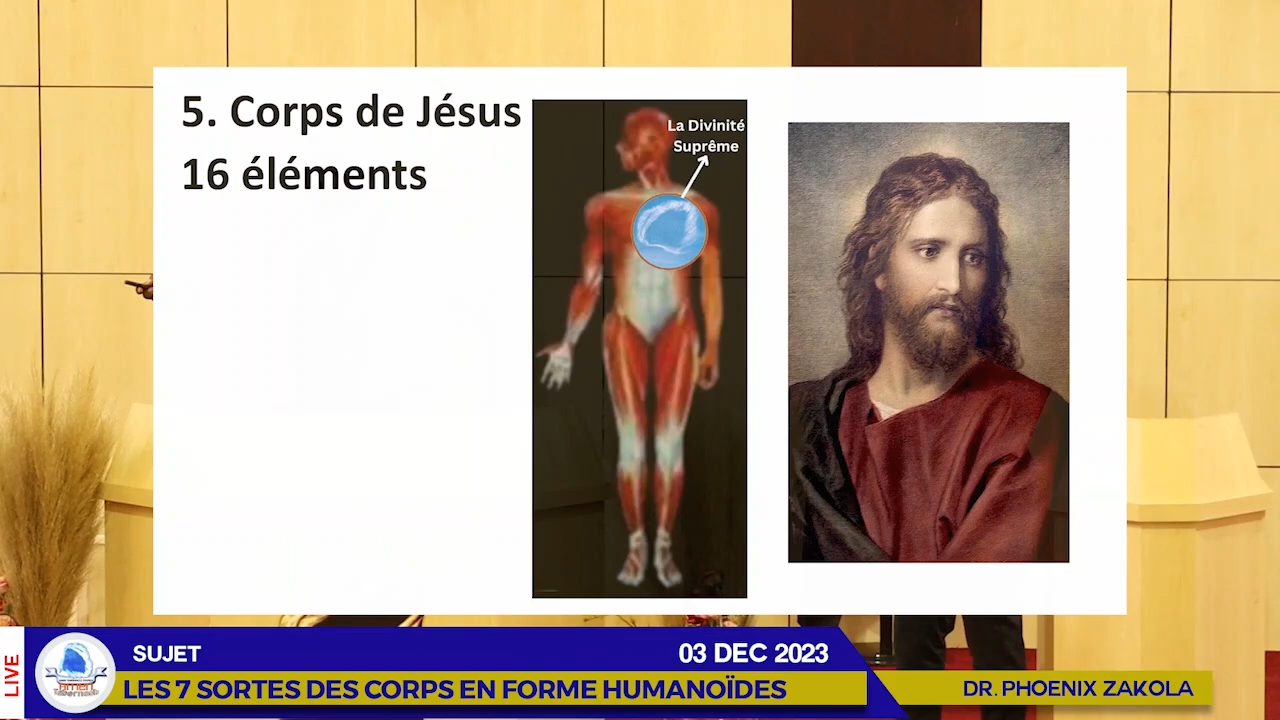 5. Corps de Jésus
16 éléments
La Divinité
Suprême
LIVE
SUJET
03 DEC 2023
LES 7 SORTES DES CORPS EN FORME HUMANOÏDES
DR. PHOENIX ZAKOLA